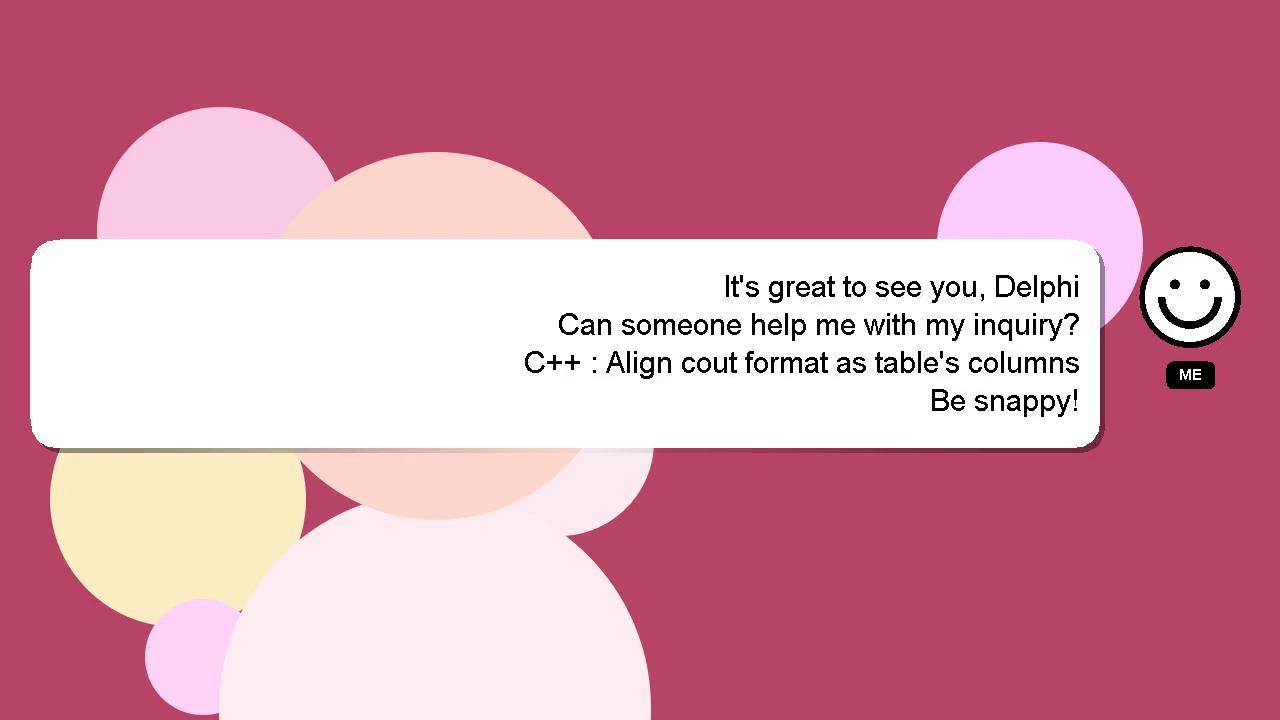 It's great to see you, Delphi
Can someone help me with my inquiry?
C++ : Align cout format as table's columns
Be snappy!
ME